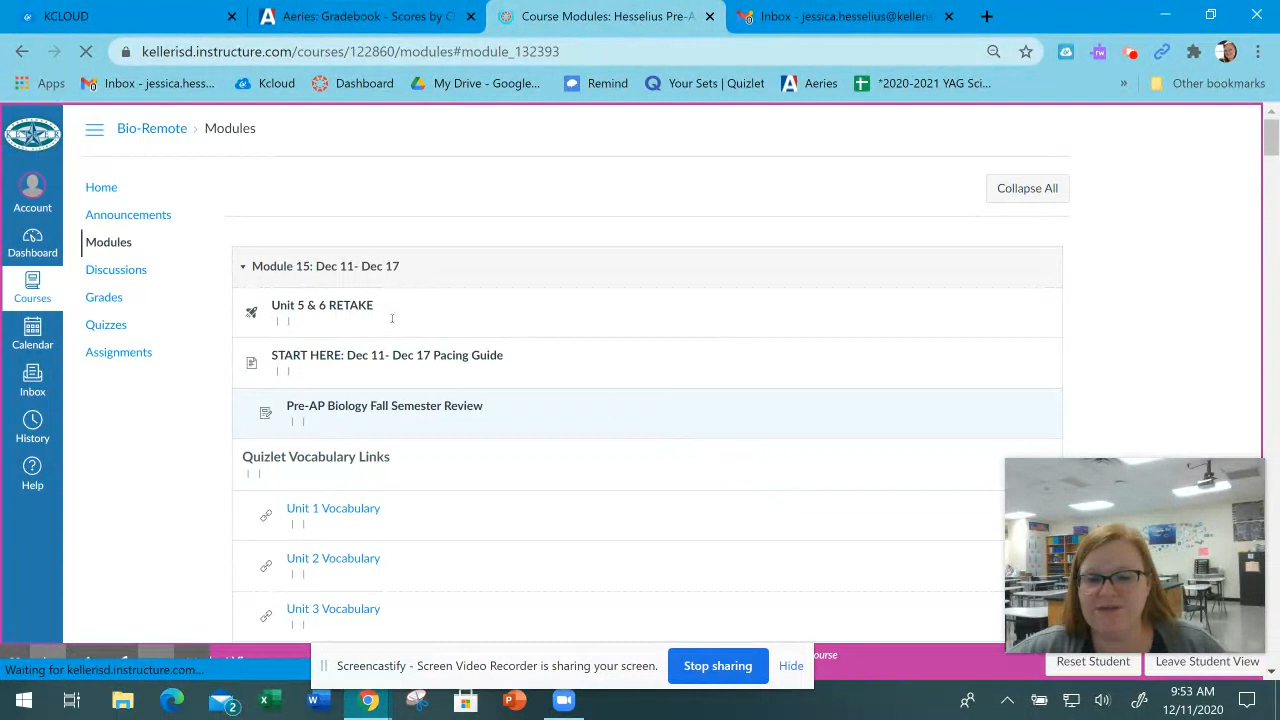 KCLOUD
Aeries: Gradebook - Scores by Cl
Course Modules: Hesselius Pre-A
Inbox - jessica.hesselius@kelleri
kellerisd.instructure.com/courses/122860/modules#module_132393
Apps
Inbox - jessica.hess...
Kcloud
Dashboard
My Drive - Google...
Remind
Your Sets | Quizlet
Aeries
*2020-2021 YAG Sci...
»
Other bookmarks
KELLER
Bio-Remote › Modules
Account
Dashboard
Courses
Calendar
Inbox
History
Help
Home
Announcements
Modules
Discussions
Grades
Quizzes
Assignments
Collapse All
Module 15: Dec 11- Dec 17
Unit 5 & 6 RETAKE
| |
START HERE: Dec 11- Dec 17 Pacing Guide
| |
Pre-AP Biology Fall Semester Review
| |
Quizlet Vocabulary Links
| |
Unit 1 Vocabulary
| |
Unit 2 Vocabulary
| |
Unit 3 Vocabulary
| |
Waiting for kellerisd.instructure.com...
Screencastify - Screen Video Recorder is sharing your screen.
Stop sharing
Hide
ourse
Reset Student
Leave Student View
2
9:53 AM
12/11/2020